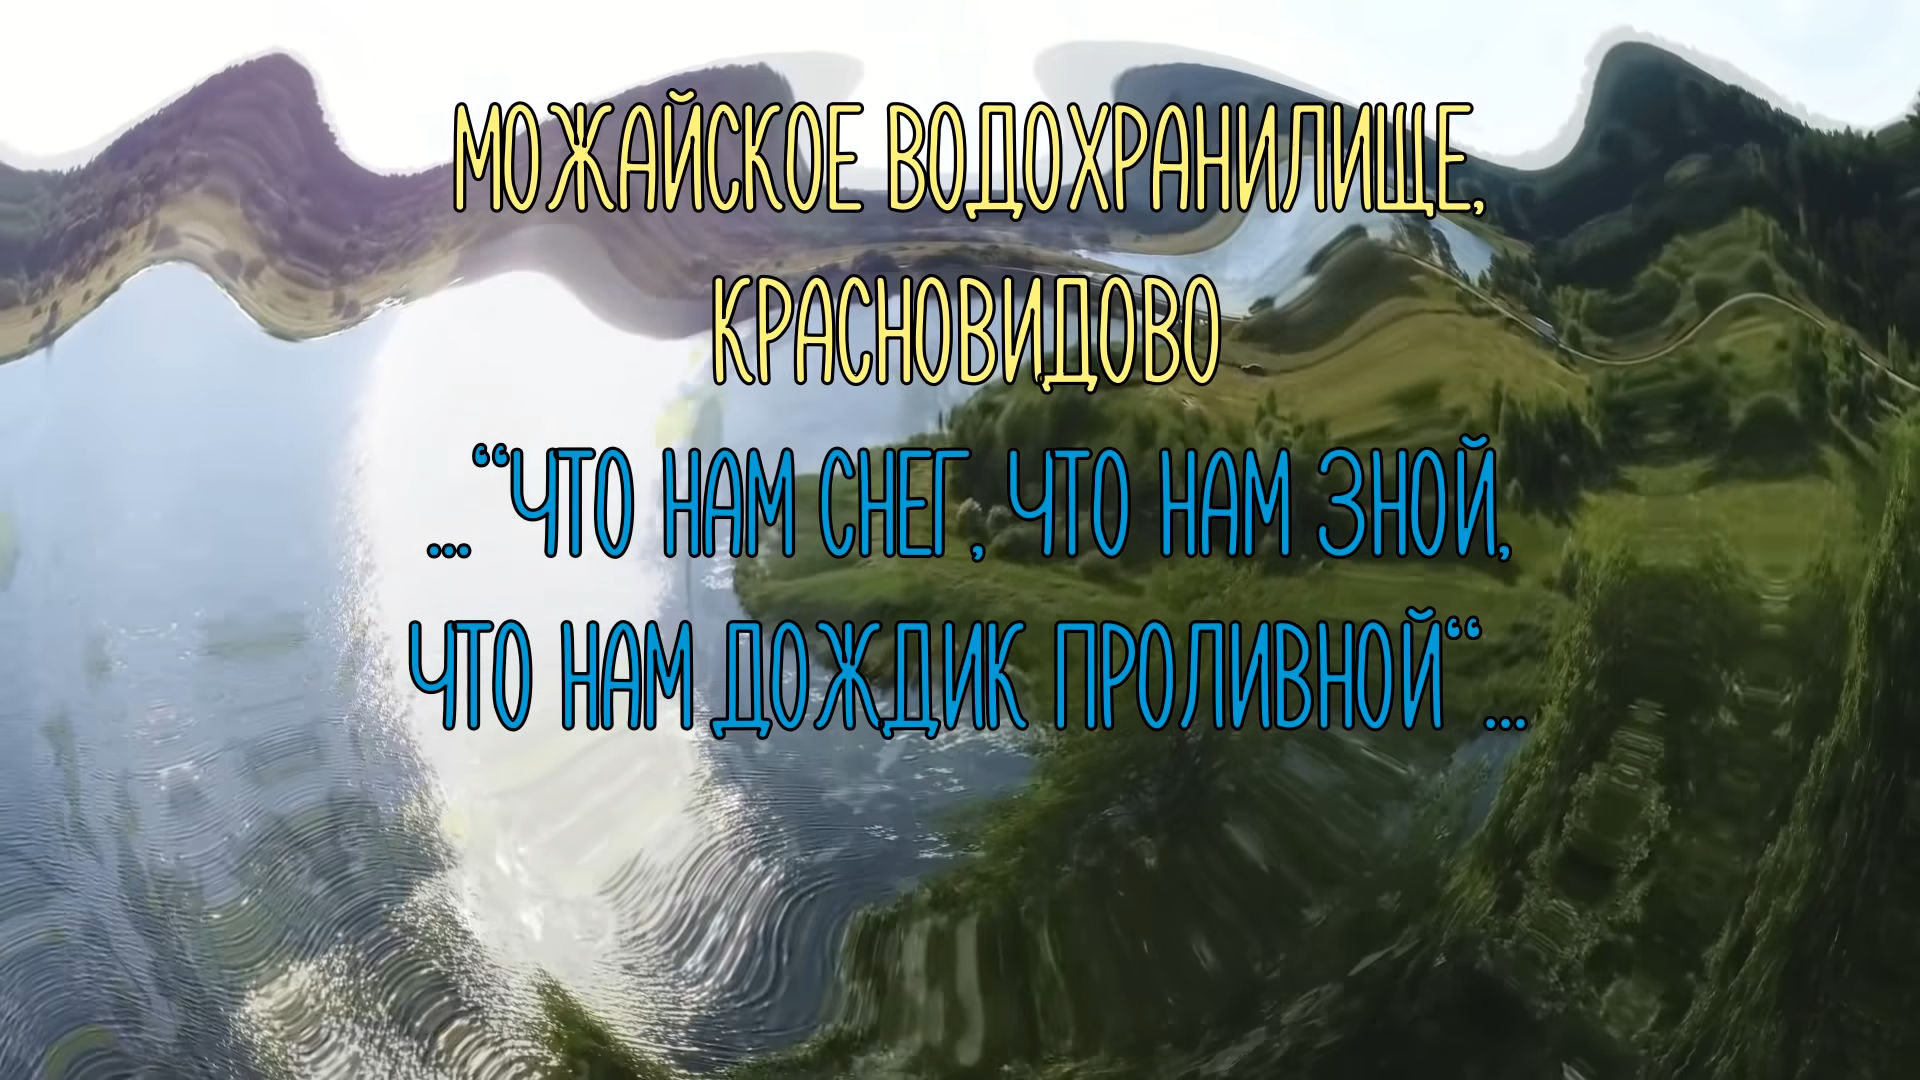 МОЖАЙСКОЕ ВОДОХРАНИЛИЩЕ,
КРАСНОВИДОВО
...“ЧТО НАМ СНЕГ, ЧТО НАМ ЗНОЙ,
ЧТО НАМ ДОЖДИК ПРОЛИВНОЙ“ ...